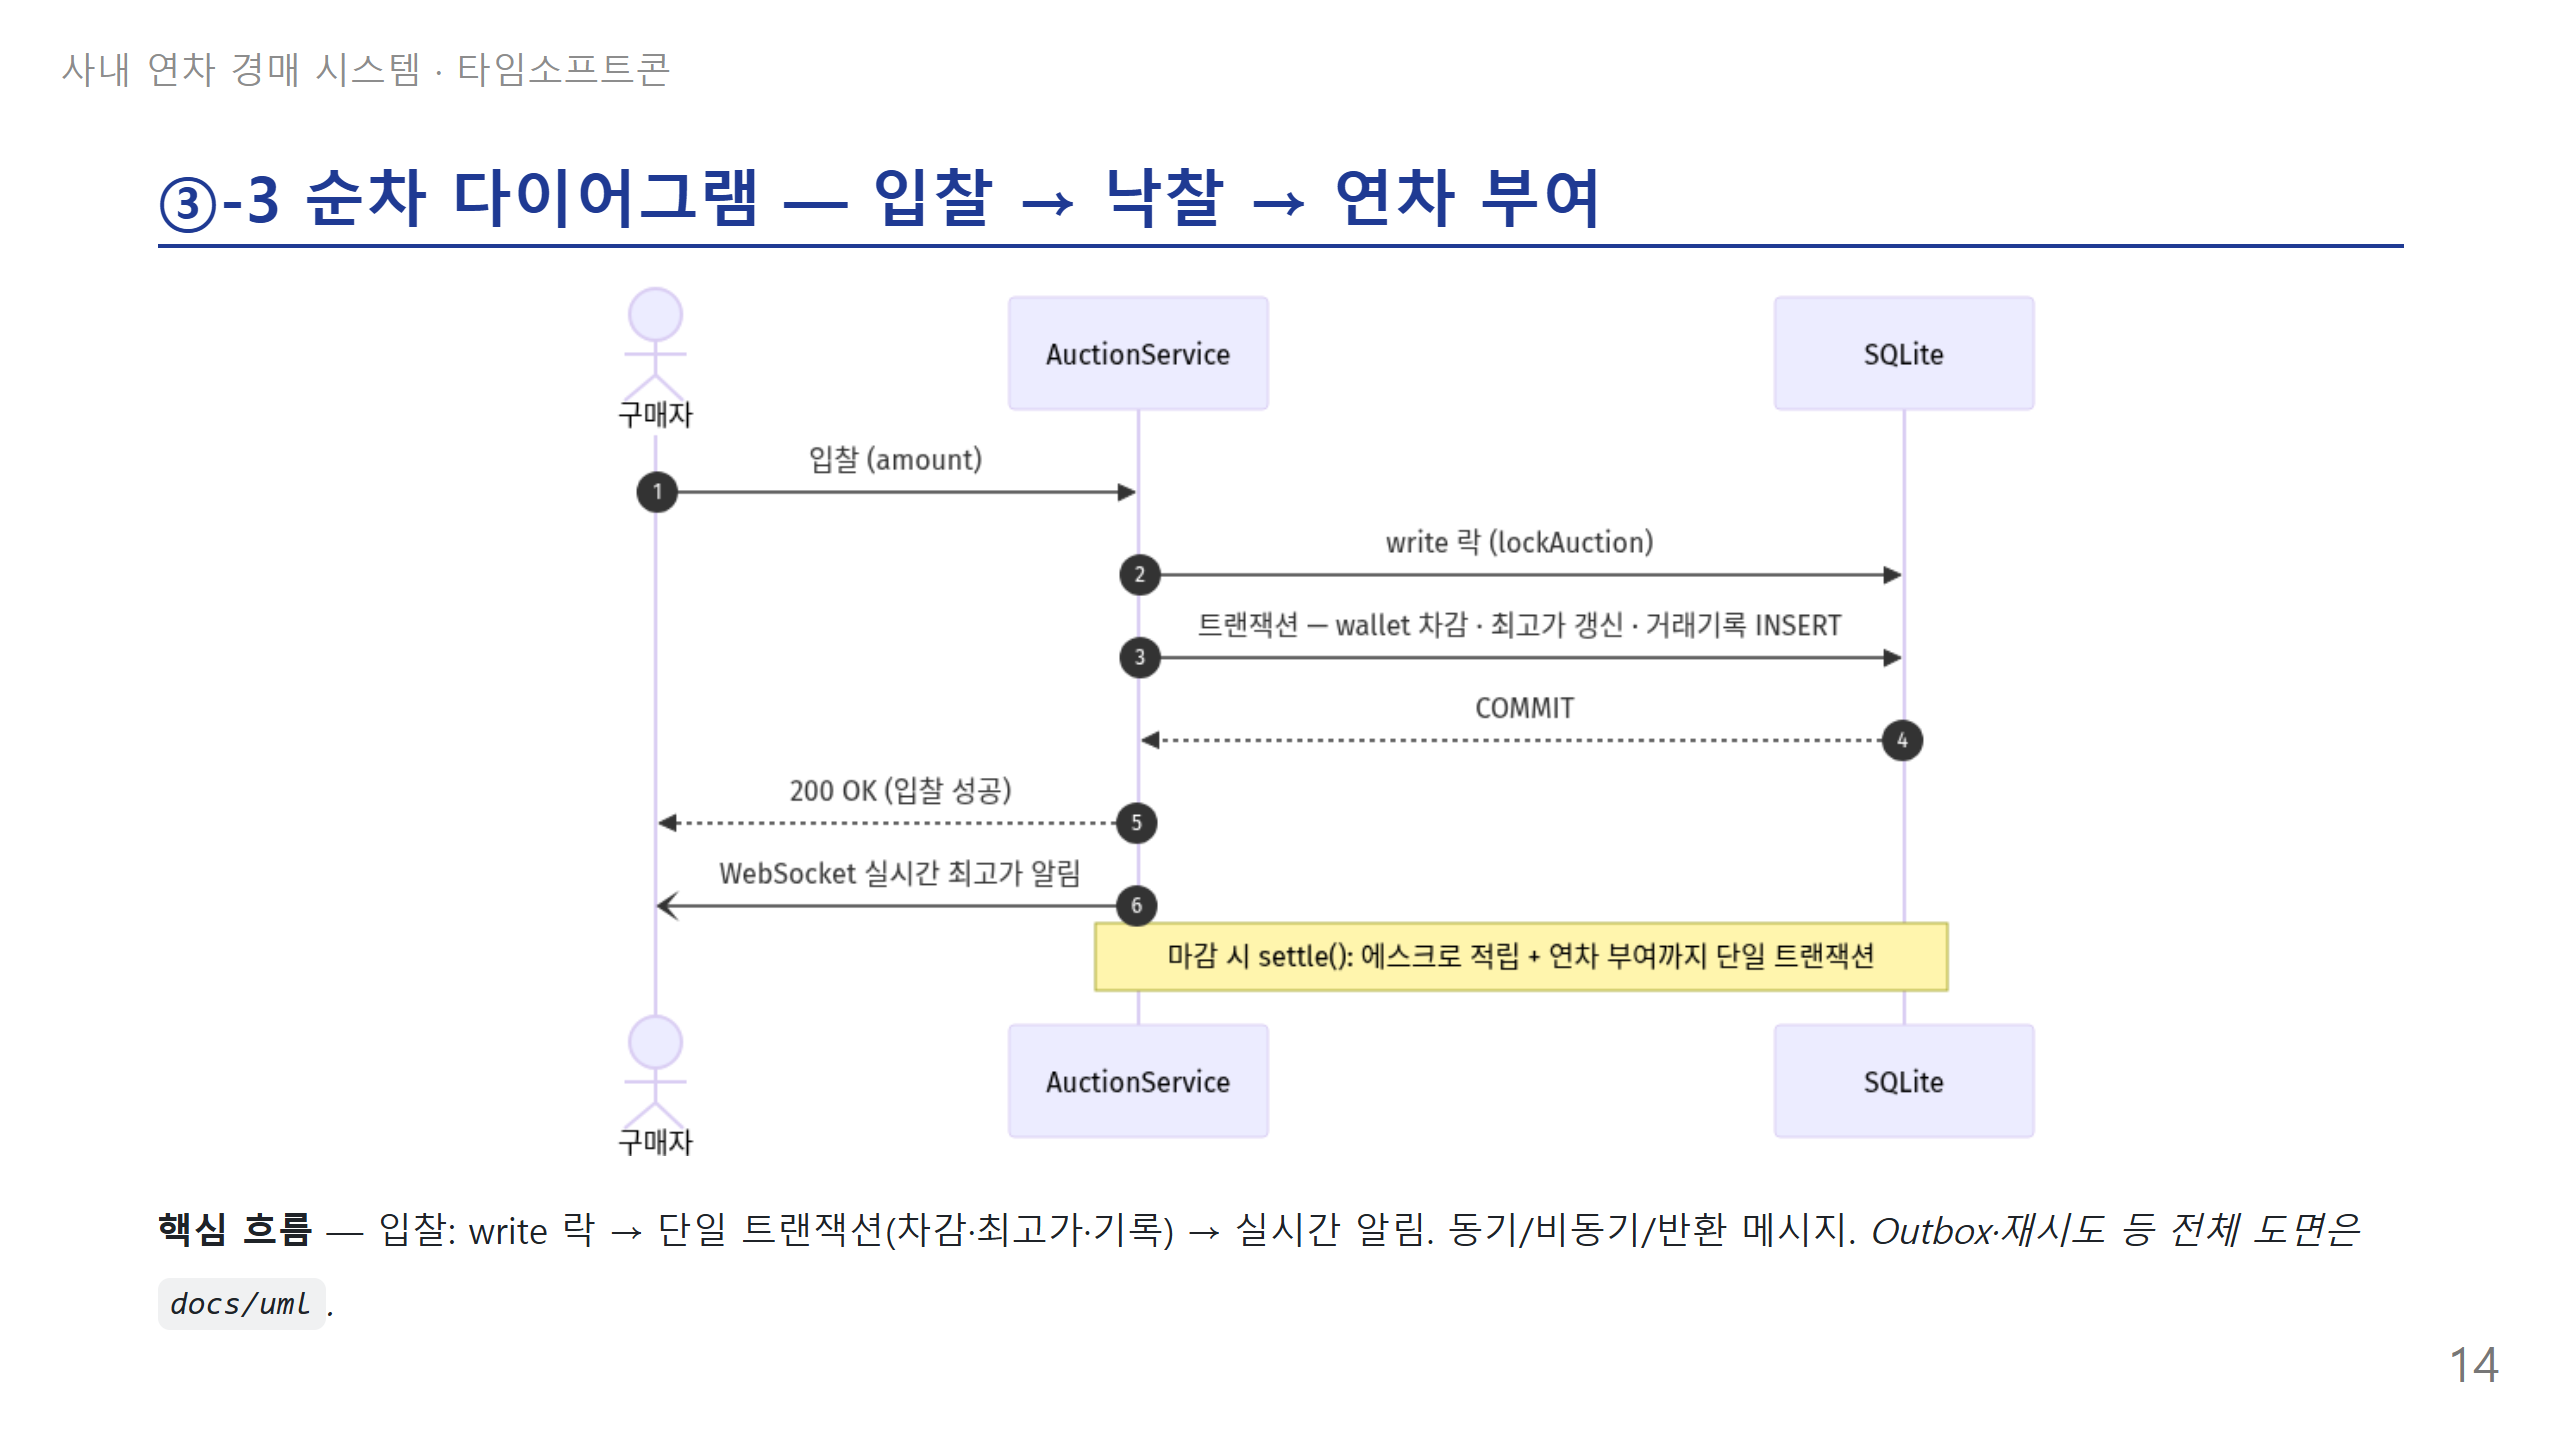 사내 연차 경매 시스템 · 타임소프트콘
③-3 순차 다이어그램 — 입찰 → 낙찰 → 연차 부여
구매자
AuctionService
SQLite
입찰 (amount)
1
write 락 (lockAuction)
2
트랜잭션 — wallet 차감 · 최고가 갱신 · 거래기록 INSERT
3
COMMIT
4
200 OK (입찰 성공)
5
WebSocket 실시간 최고가 알림
6
마감 시 settle(): 에스크로 적립 + 연차 부여까지 단일 트랜잭션
구매자
AuctionService
SQLite
핵심 흐름 — 입찰: write 락 → 단일 트랜잭션(차감·최고가·기록) → 실시간 알림. 동기/비동기/반환 메시지. Outbox·재시도 등 전체 도면은
docs/uml .
14